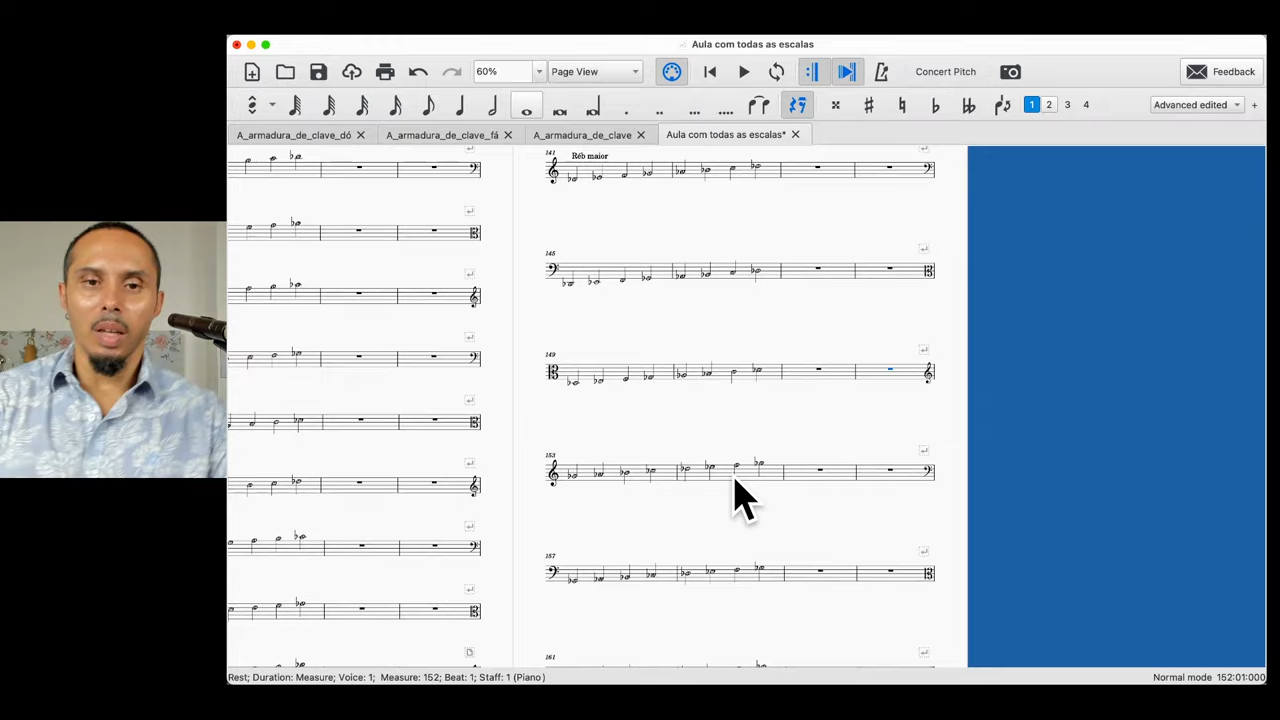 Aula com todas as escalas
60%
Page View
Concert Pitch
Feedback
1 2 3 4
Advanced edited
+
A_armadura_de_clave_dó
A_armadura_de_clave_fá
A_armadura_de_clave
Aula com todas as escalas*
141
Réb maior
145
149
153
157
161
Rest; Duration: Measure; Voice: 1; Measure: 152; Beat: 1; Staff: 1 (Piano)
Normal mode 152:01:000